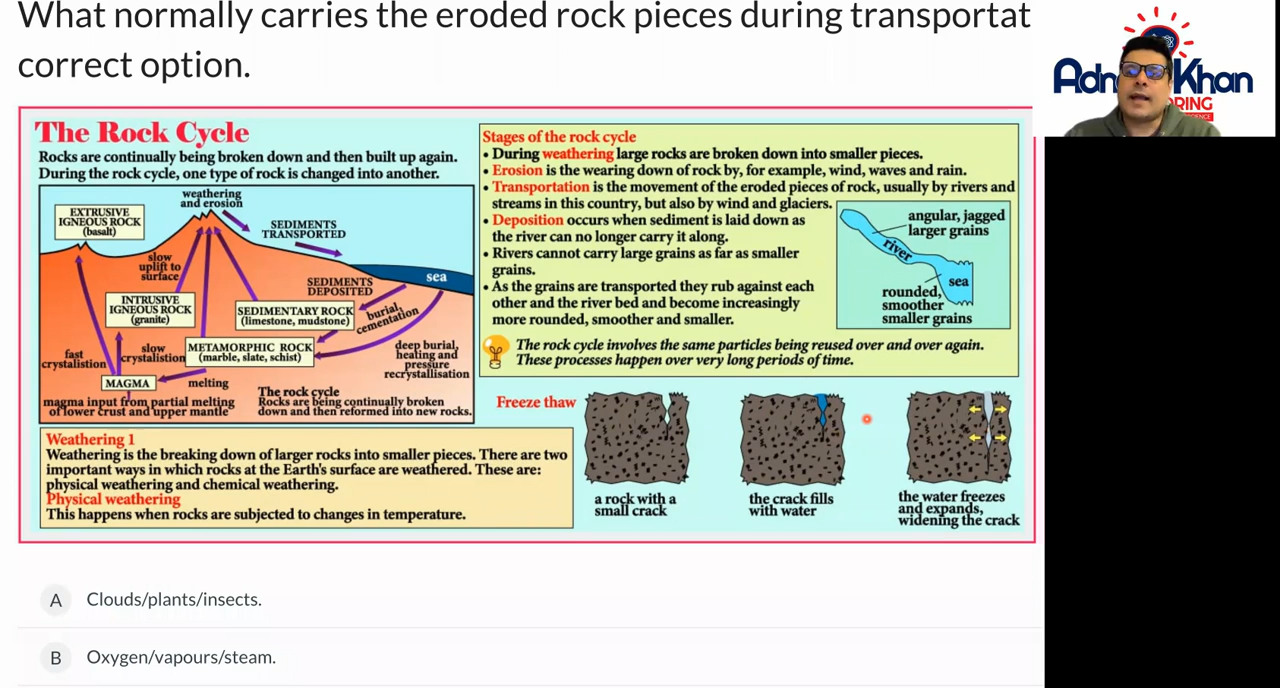 What normally carries the eroded rock pieces during transportat
correct option.
Adn Khan
ORING
SCIENCE
The Rock Cycle
Rocks are continually being broken down and then built up again.
During the rock cycle, one type of rock is changed into another.
weathering
and erosion
EXTRUSIVE
IGNEOUS ROCK
(basalt)
SEDIMENTS
TRANSPORTED
slow
uplift to
surface
sea
SEDIMENTS
DEPOSITED
INTRUSIVE
IGNEOUS ROCK
(granite)
SEDIMENTARY ROCK
(limestone, mudstone)
burial,
cementation
METAMORPHIC ROCK
(marble, slate, schist)
fast
crystalistion
slow
crystalistion
deep burial,
heating and
pressure
recrystallisation
MAGMA
melting
magma input from partial melting
of lower crust and upper mantle
The rock cycle
Rocks are being continually broken
down and then reformed into new rocks.
Stages of the rock cycle
• During weathering large rocks are broken down into smaller pieces.
• Erosion is the wearing down of rock by, for example, wind, waves and rain.
• Transportation is the movement of the eroded pieces of rock, usually by rivers and
streams in this country, but also by wind and glaciers.
• Deposition occurs when sediment is laid down as
the river can no longer carry it along.
• Rivers cannot carry large grains as far as smaller
grains.
• As the grains are transported they rub against each
other and the river bed and become increasingly
more rounded, smoother and smaller.
angular, jagged
larger grains
river
sea
rounded,
smoother
smaller grains
The rock cycle involves the same particles being reused over and over again.
These processes happen over very long periods of time.
Weathering 1
Weathering is the breaking down of larger rocks into smaller pieces. There are two
important ways in which rocks at the Earth's surface are weathered. These are:
physical weathering and chemical weathering.
Physical weathering
This happens when rocks are subjected to changes in temperature.
Freeze thaw
a rock with a
small crack
the crack fills
with water
the water freezes
and expands,
widening the crack
A Clouds/plants/insects.
B Oxygen/vapours/steam.